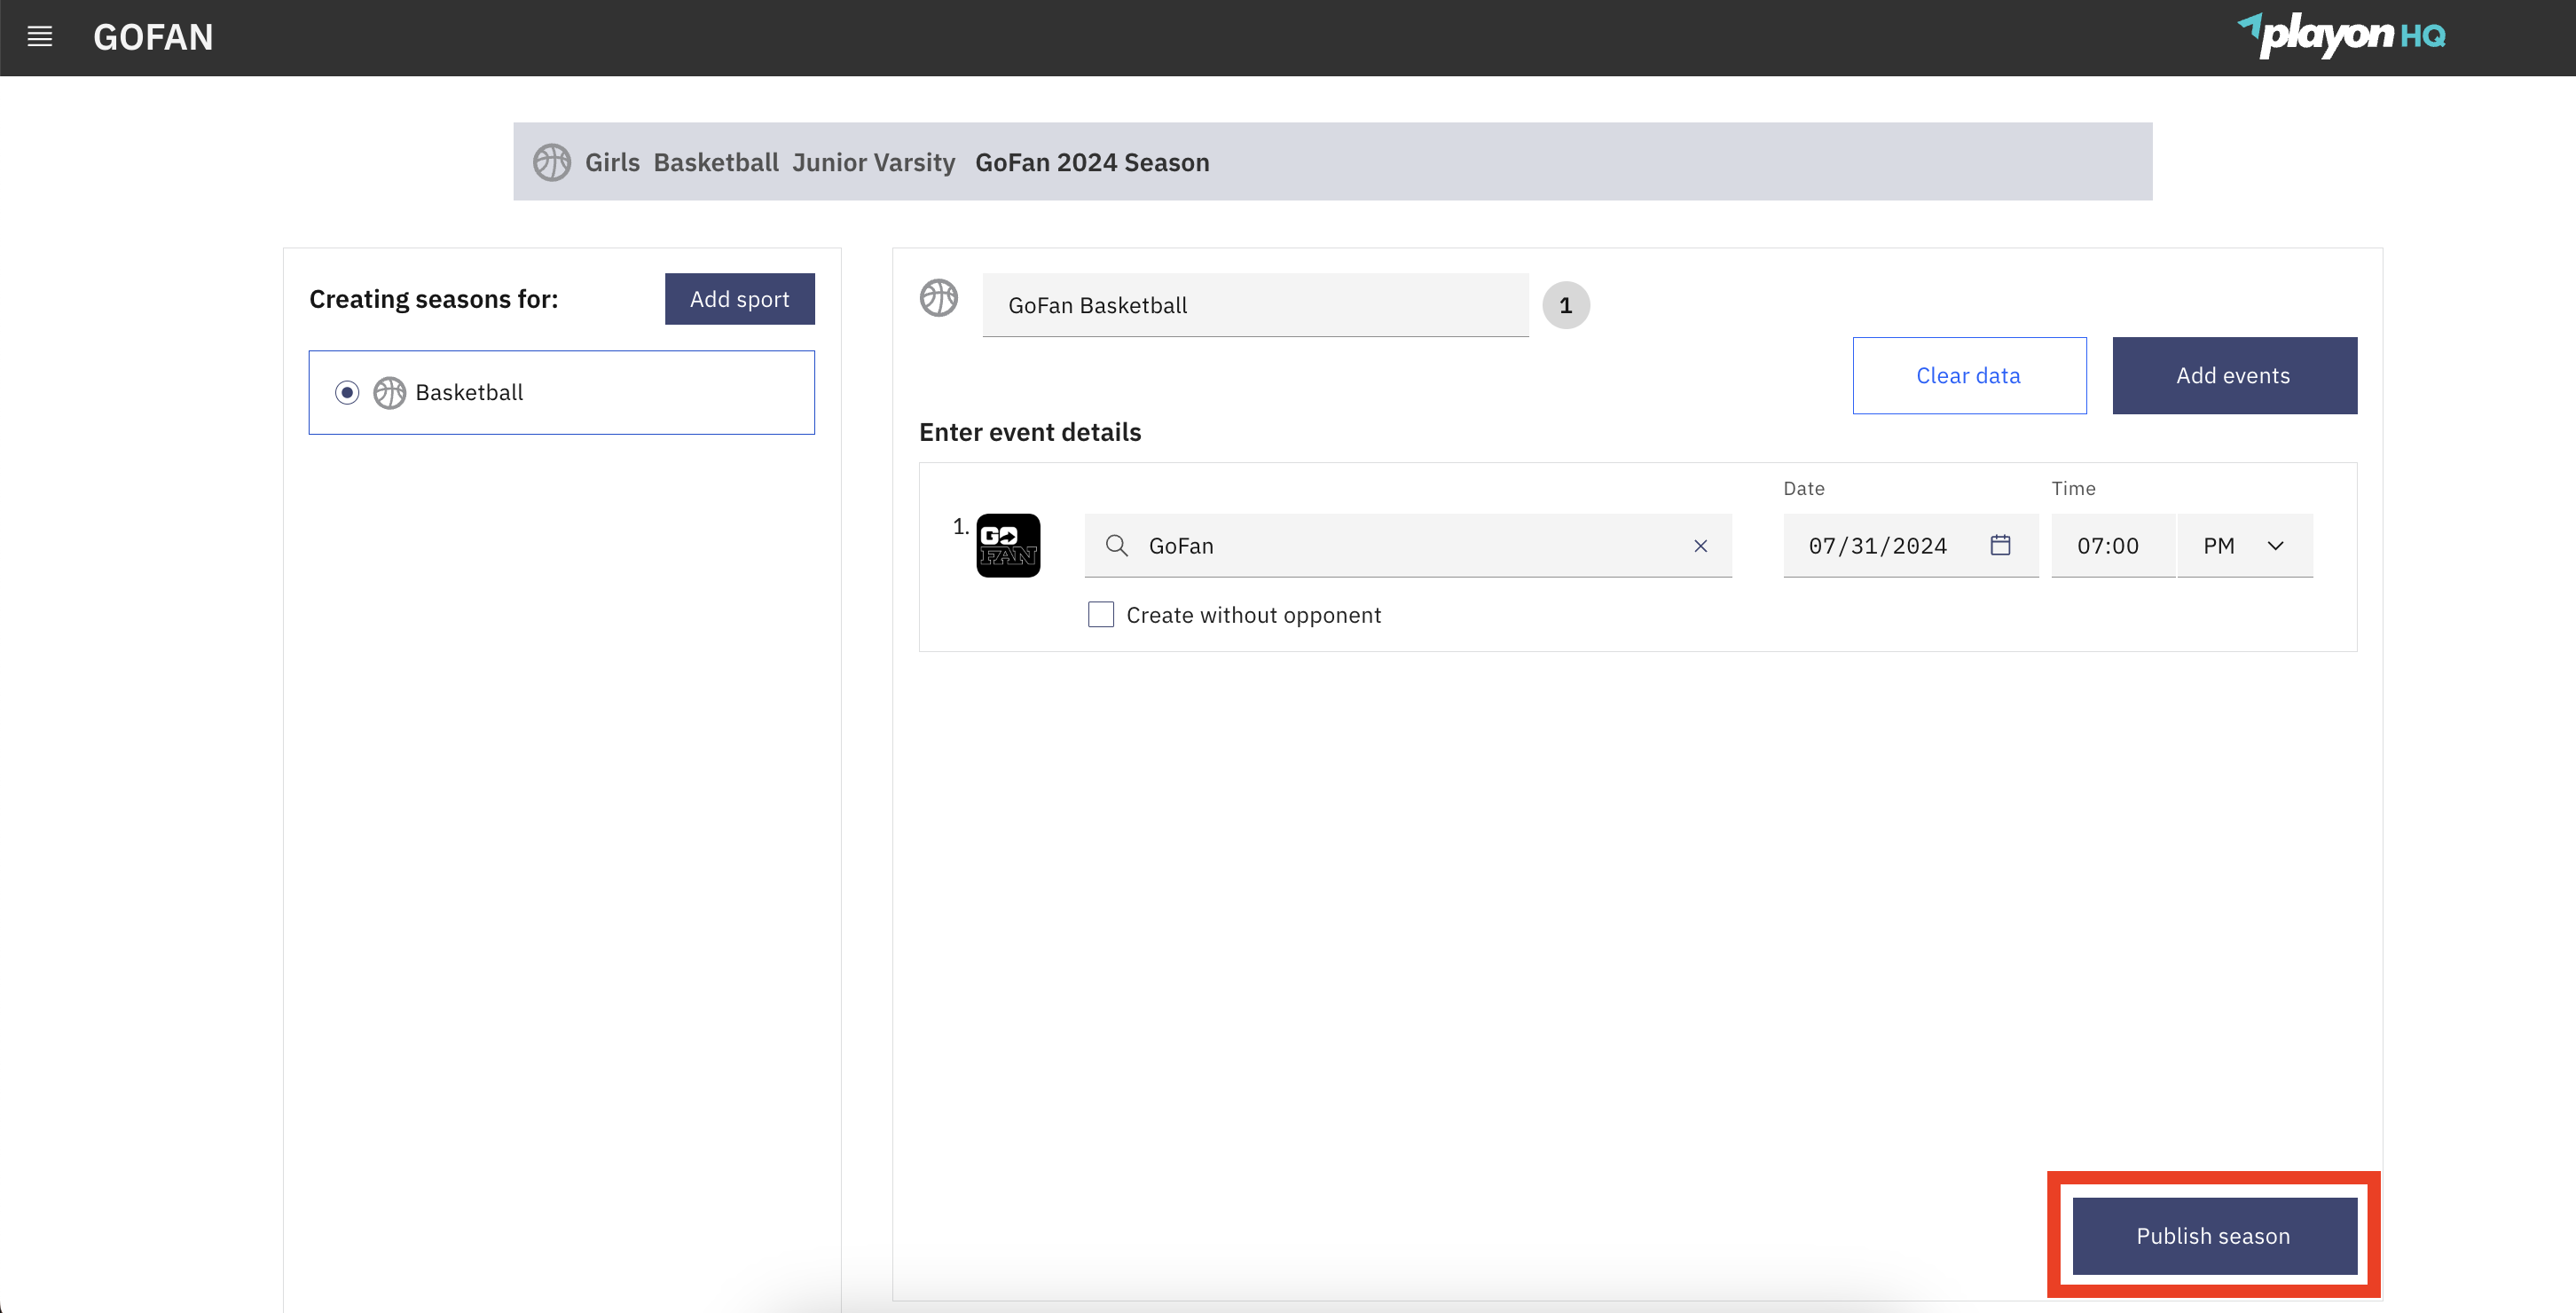 GOFAN
playon HQ
Girls Basketball Junior Varsity GoFan 2024 Season
Creating seasons for:
Add sport
Basketball
GoFan Basketball
1
Clear data
Add events
Enter event details
Date
Time
1.
GO
FAN
GoFan
07/31/2024
07:00
PM
Create without opponent
Publish season